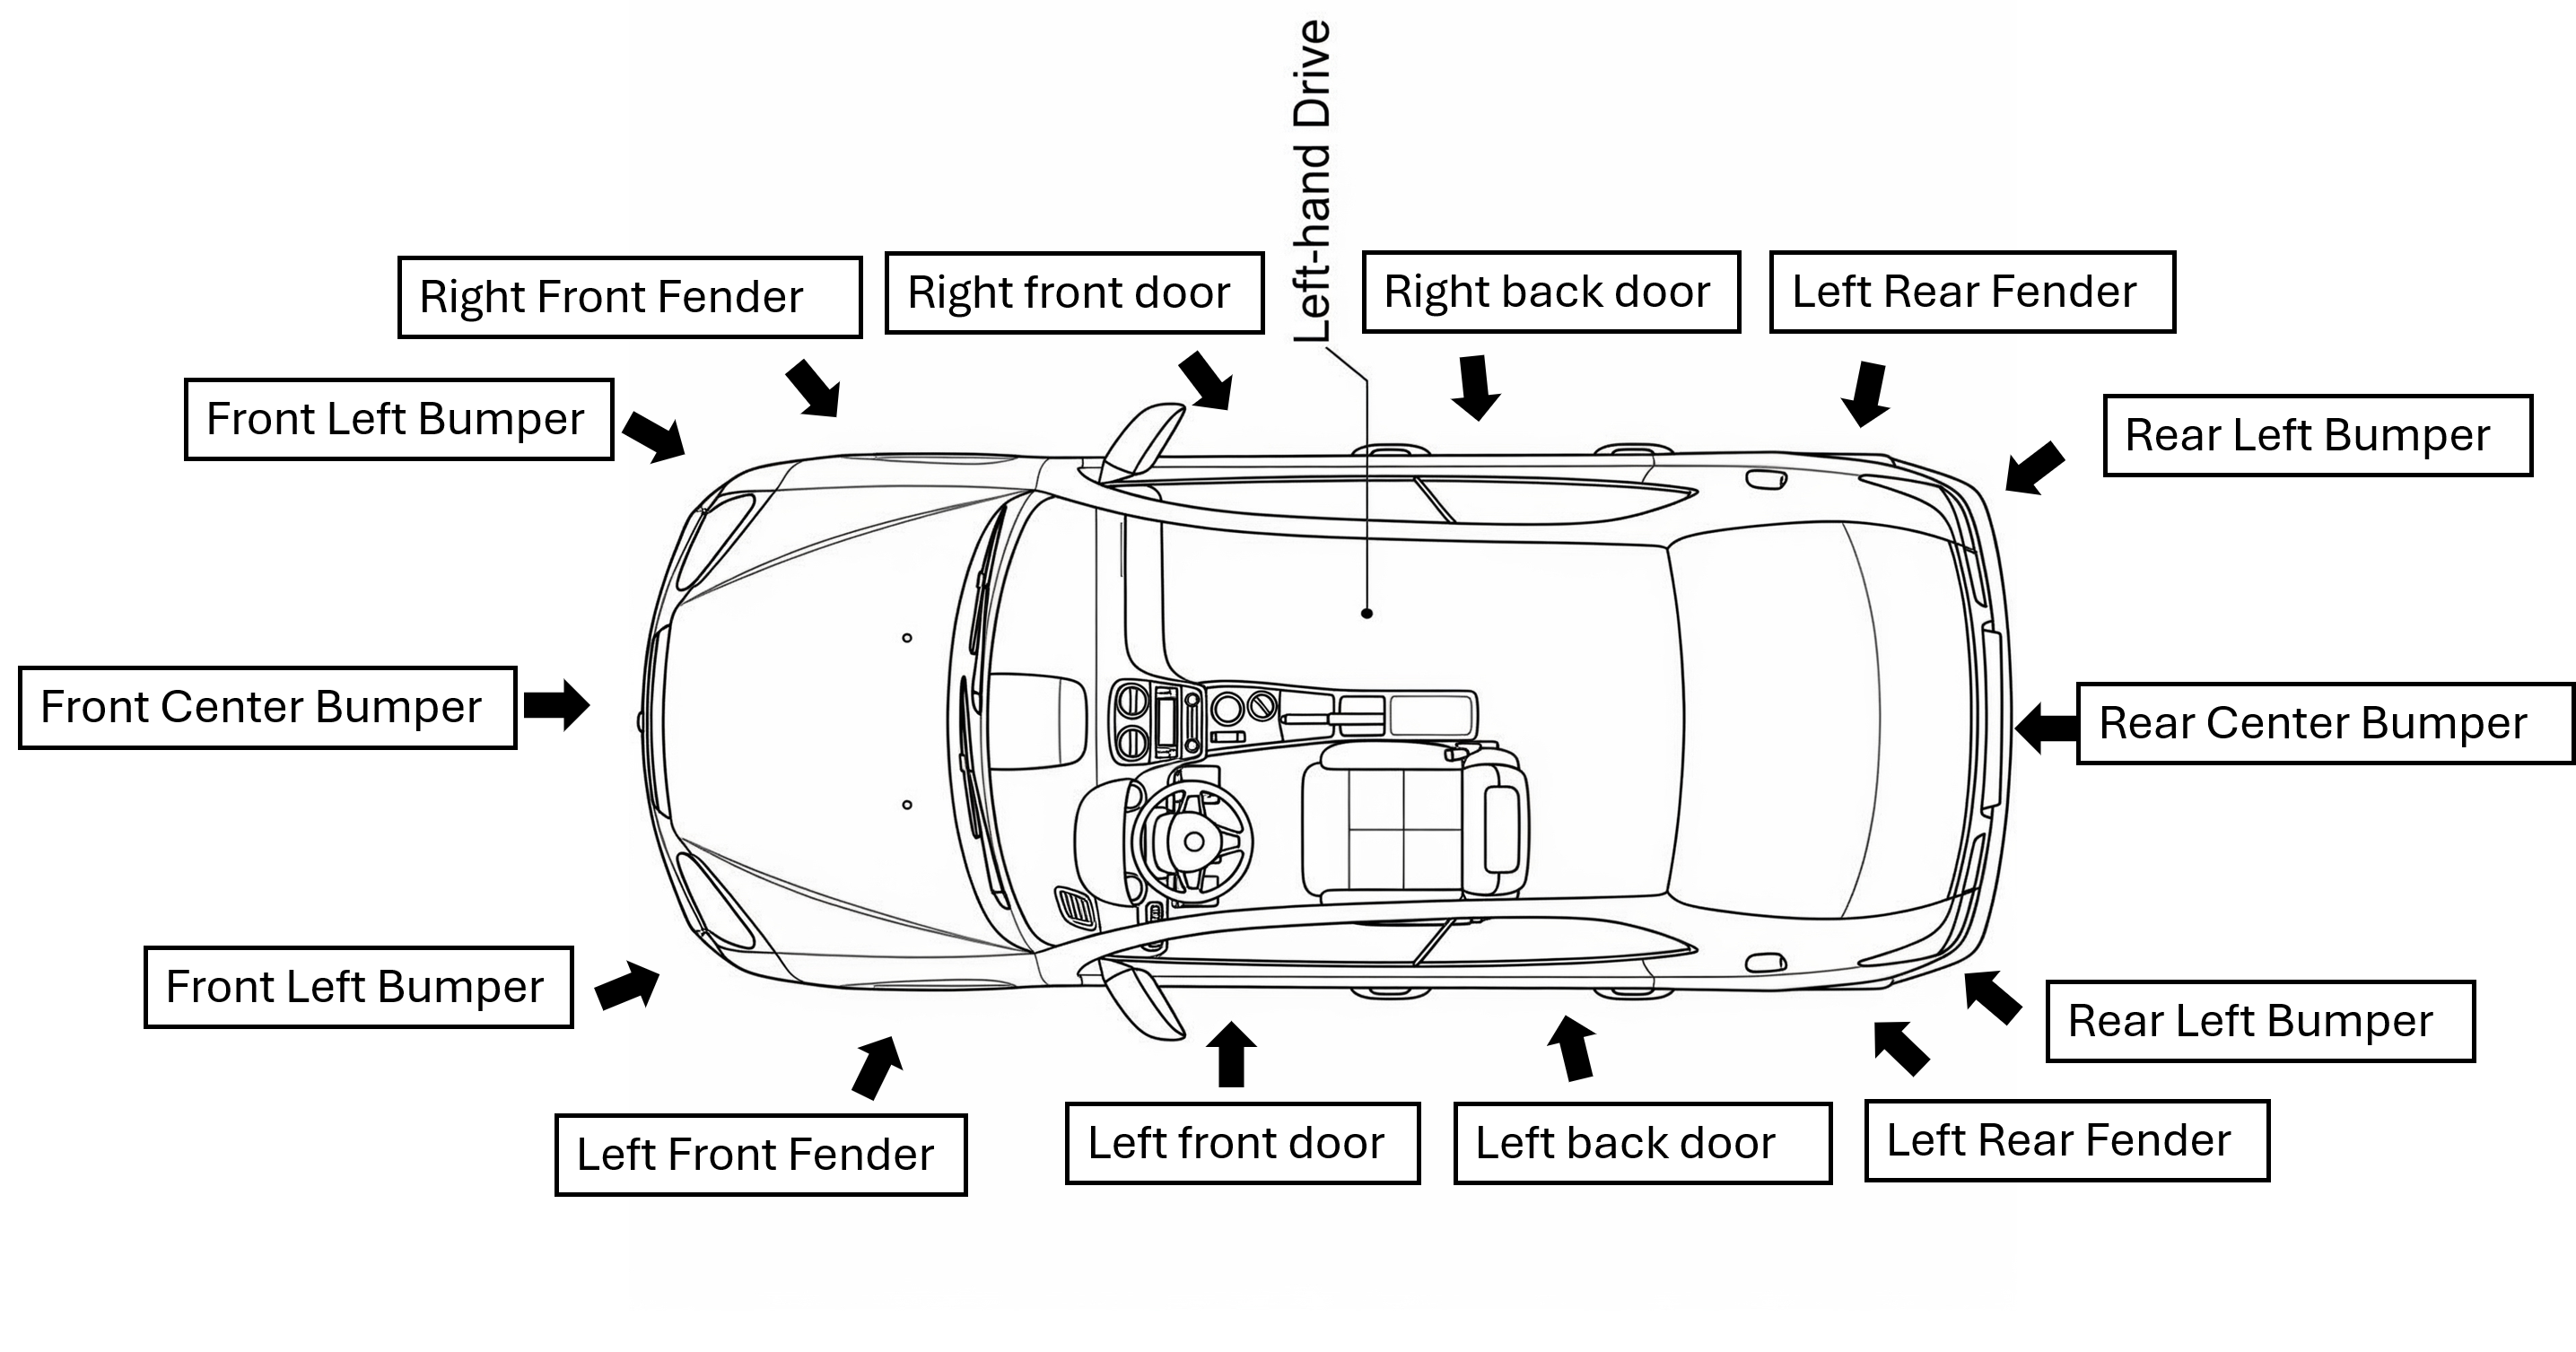 Left-hand Drive
Right Front Fender
Right front door
Right back door
Left Rear Fender
Front Left Bumper
Rear Left Bumper
Front Center Bumper
Rear Center Bumper
Front Left Bumper
Rear Left Bumper
Left Front Fender
Left front door
Left back door
Left Rear Fender